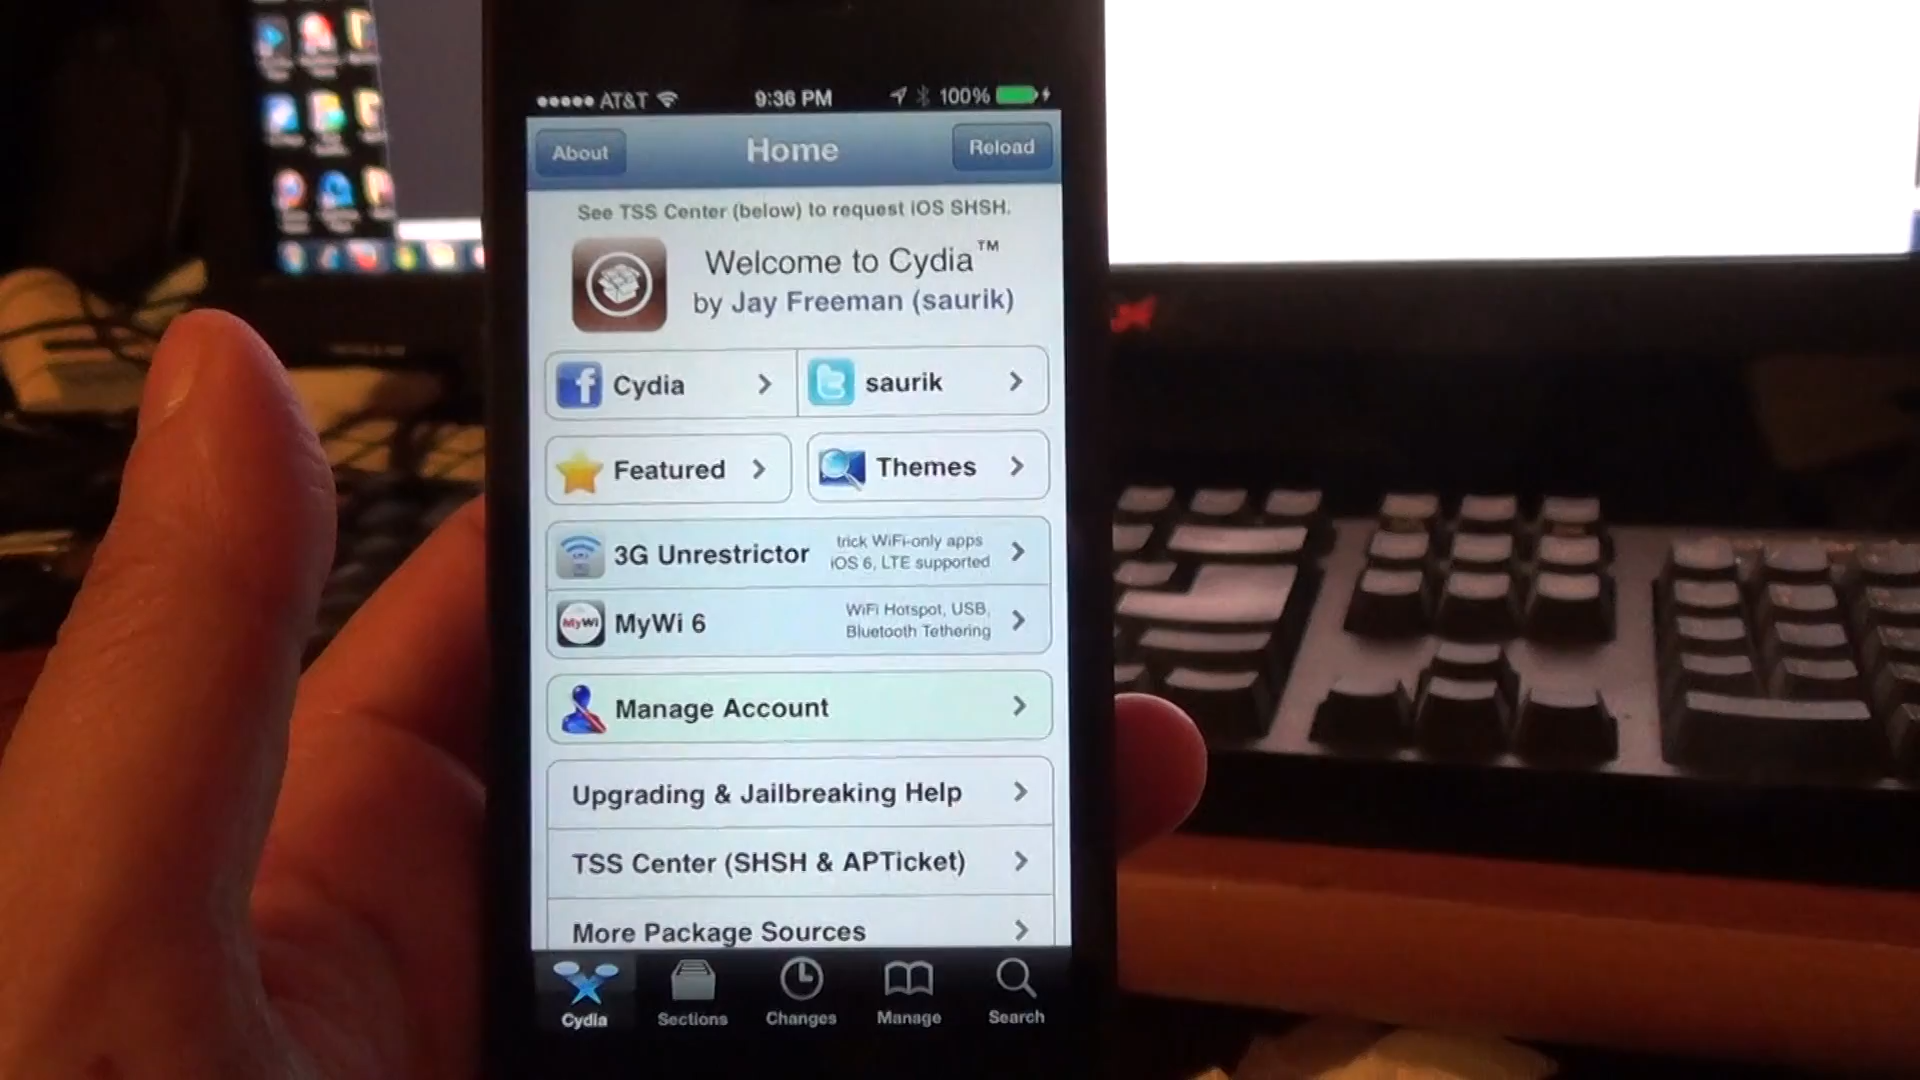 AT&T 9:36 PM 100%
About Home Reload
See TSS Center (below) to request iOS SHSH.
Welcome to Cydia™
by Jay Freeman (saurik)
Cydia saurik
Featured Themes
3G Unrestrictor trick WiFi-only apps
iOS 6, LTE supported
MyWi MyWi 6 WiFi Hotspot, USB,
Bluetooth Tethering
Manage Account
Upgrading & Jailbreaking Help
TSS Center (SHSH & APTicket)
More Package Sources
Cydia Sections Changes Manage Search